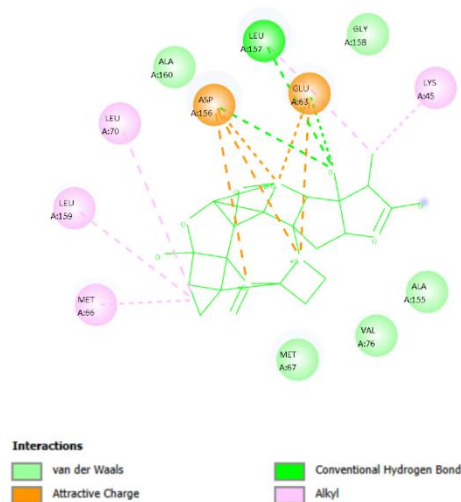 LEU
A:157
GLY
A:158
ALA
A:160
ASP
A:156
GLU
A:63
LYS
A:45
LEU
A:70
LEU
A:159
MET
A:66
ALA
A:155
VAL
A:76
MET
A:67
Interactions
van der Waals
Conventional Hydrogen Bond
Attractive Charge
Alkyl